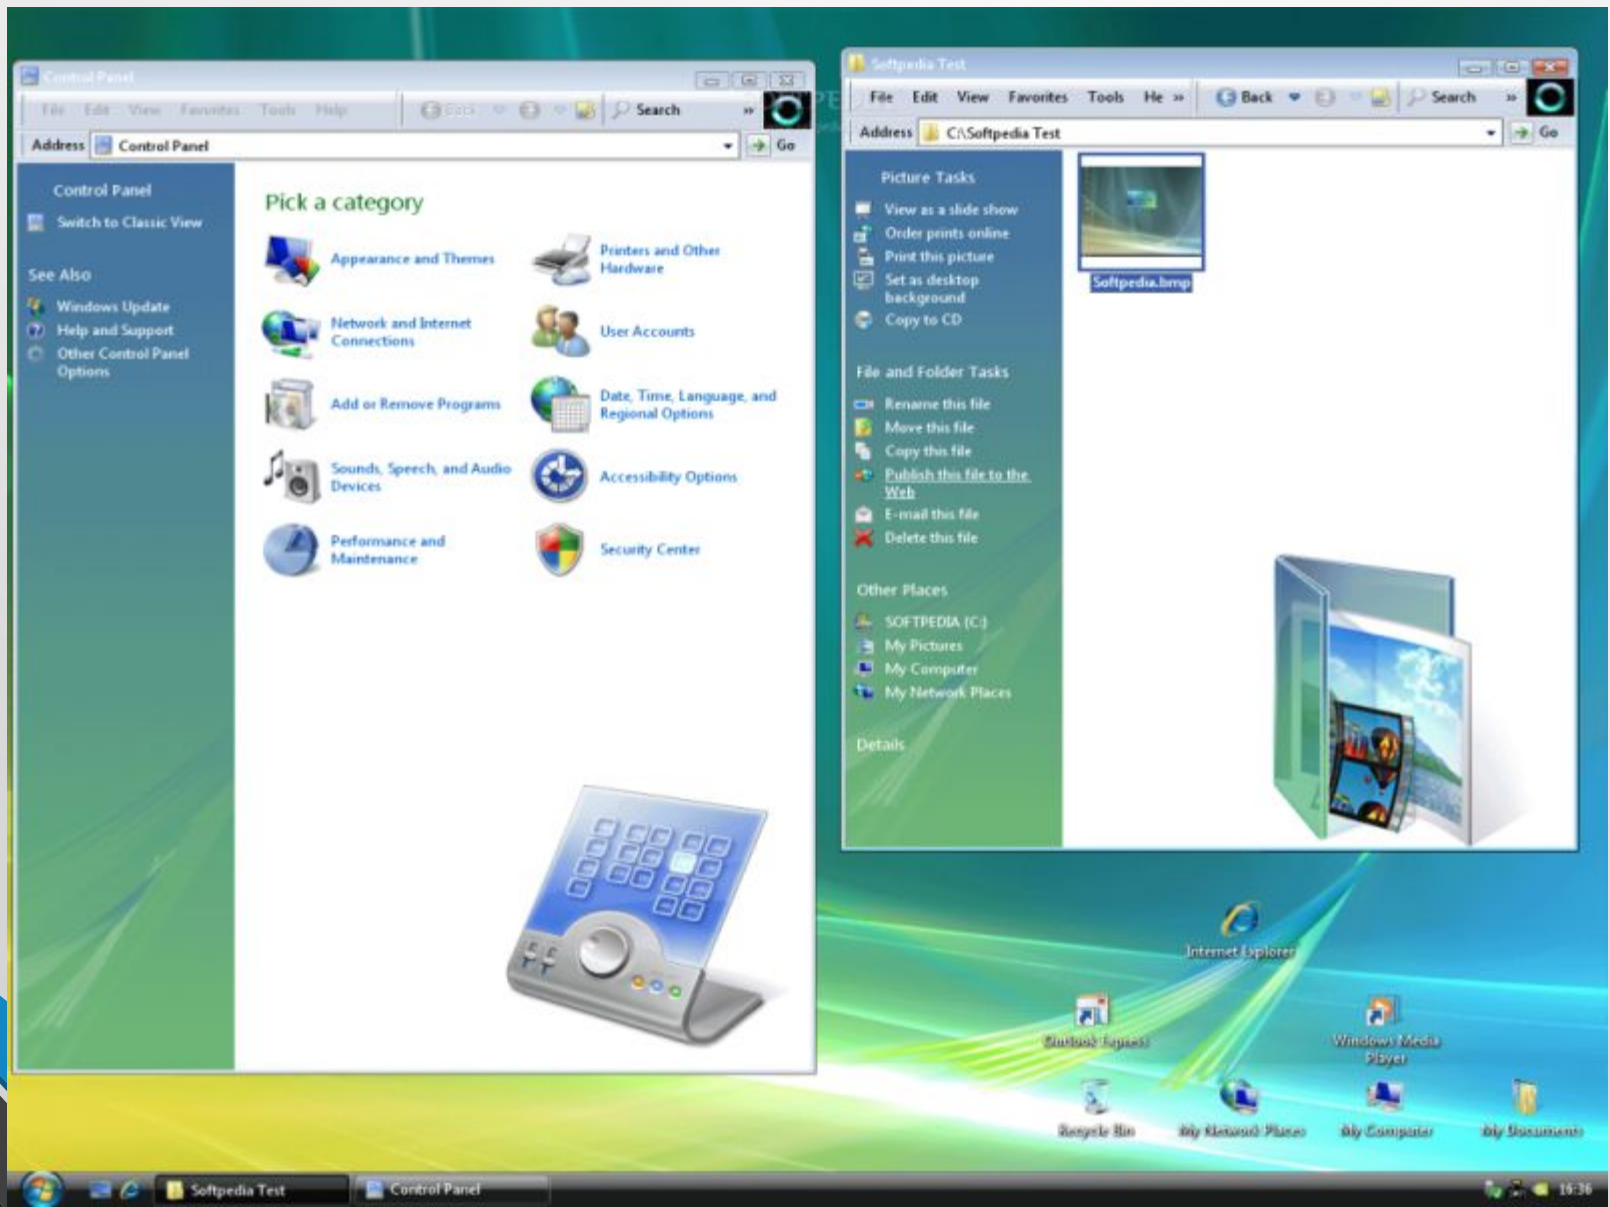 Control Panel
File Edit View Favorites Tools Help
Back
Search
»
Address Control Panel
Go
Control Panel
Switch to Classic View
See Also
Windows Update
Help and Support
Other Control Panel
Options
Pick a category
Appearance and Themes
Printers and Other
Hardware
Network and Internet
Connections
User Accounts
Add or Remove Programs
Date, Time, Language, and
Regional Options
Sounds, Speech, and Audio
Devices
Accessibility Options
Performance and
Maintenance
Security Center
Softpedia Test
File Edit View Favorites Tools He »
Back
Search
»
Address C:\Softpedia Test
Go
Picture Tasks
View as a slide show
Order prints online
Print this picture
Set as desktop
background
Copy to CD
File and Folder Tasks
Rename this file
Move this file
Copy this file
Publish this file to the
Web
E-mail this file
Delete this file
Other Places
SOFTPEDIA (C:)
My Pictures
My Computer
My Network Places
Details
Softpedia.bmp
Internet Explorer
Outlook Express
Windows Media
Player
Recycle Bin
My Network Places
My Computer
My Documents
Softpedia Test
Control Panel
16:36